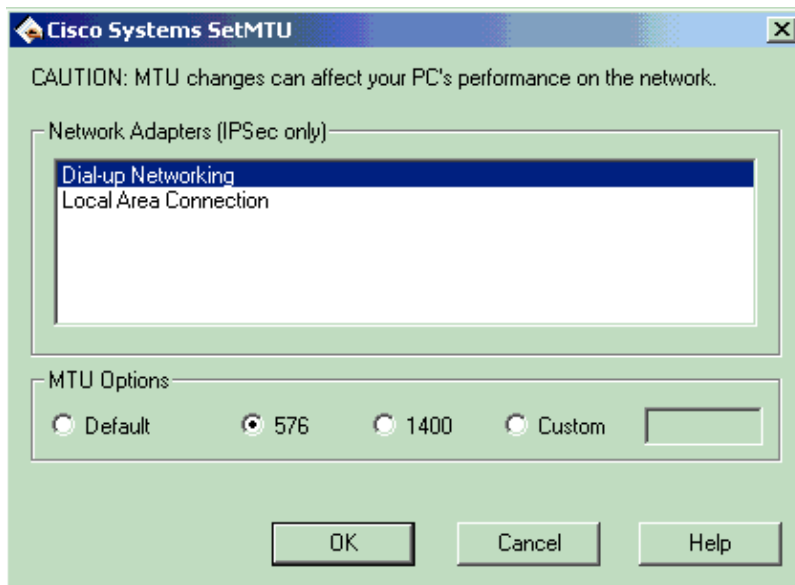 Cisco Systems SetMTU
CAUTION: MTU changes can affect your PC's performance on the network.
Network Adapters (IPSec only)
Dial-up Networking
Local Area Connection
MTU Options
Default 576 1400 Custom
OK Cancel Help